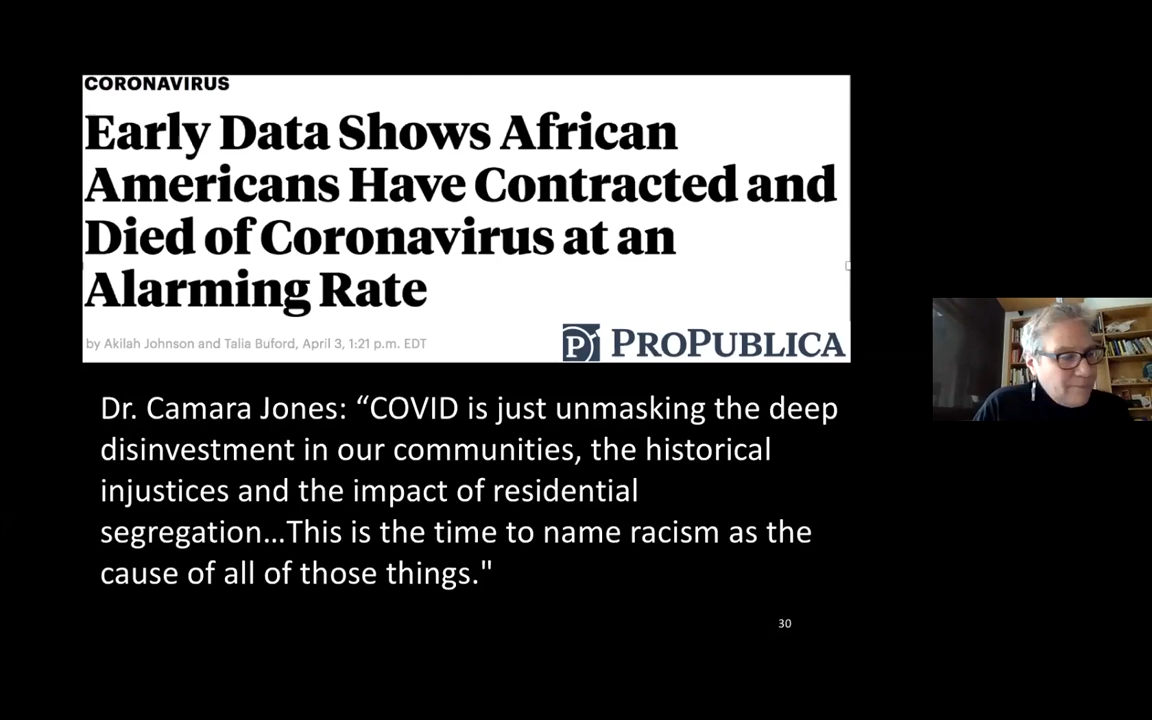 CORONAVIRUS
Early Data Shows African
Americans Have Contracted and
Died of Coronavirus at an
Alarming Rate
by Akilah Johnson and Talia Buford, April 3, 1:21 p.m. EDT
P PROPUBLICA
Dr. Camara Jones: “COVID is just unmasking the deep
disinvestment in our communities, the historical
injustices and the impact of residential
segregation…This is the time to name racism as the
cause of all of those things."
30